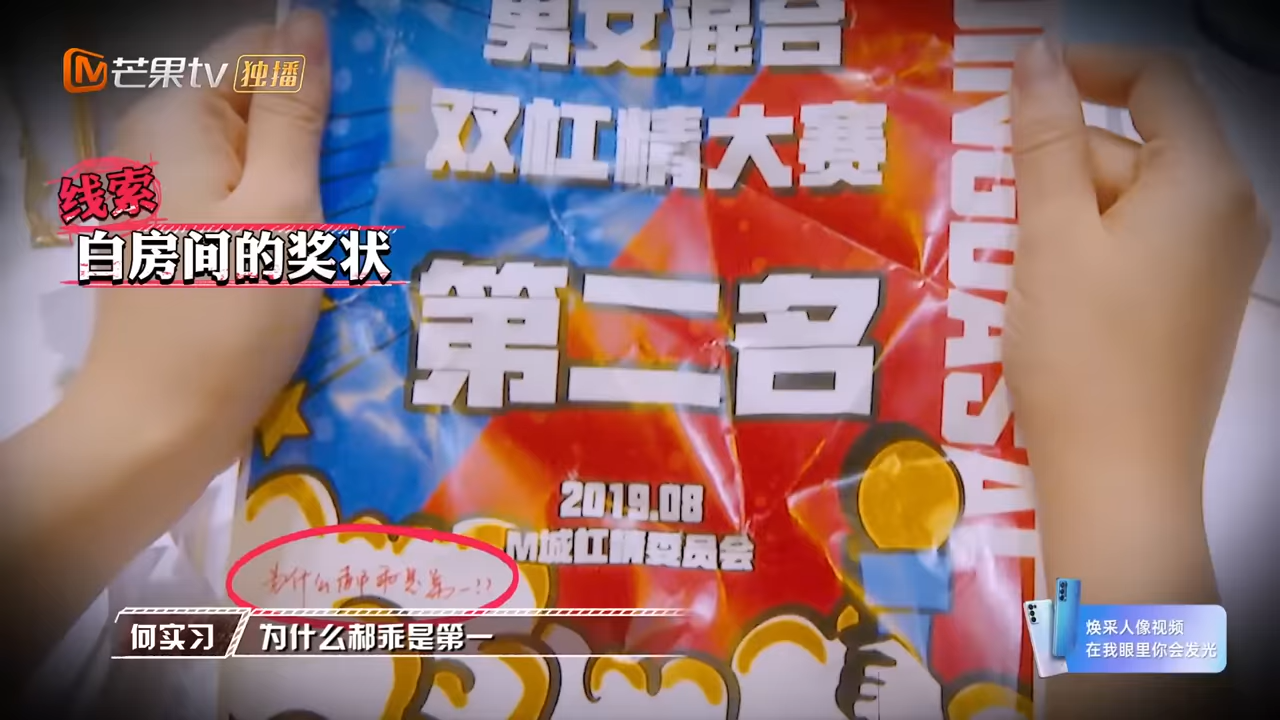 芒果tv 独播
男女混合
双杠情大赛
线索
白房间的奖状
第二名
2019.08
M城杠精委员会
为什么郝乖是第一??
何实习 为什么郝乖是第一
焕采人像视频
在我眼里你会发光